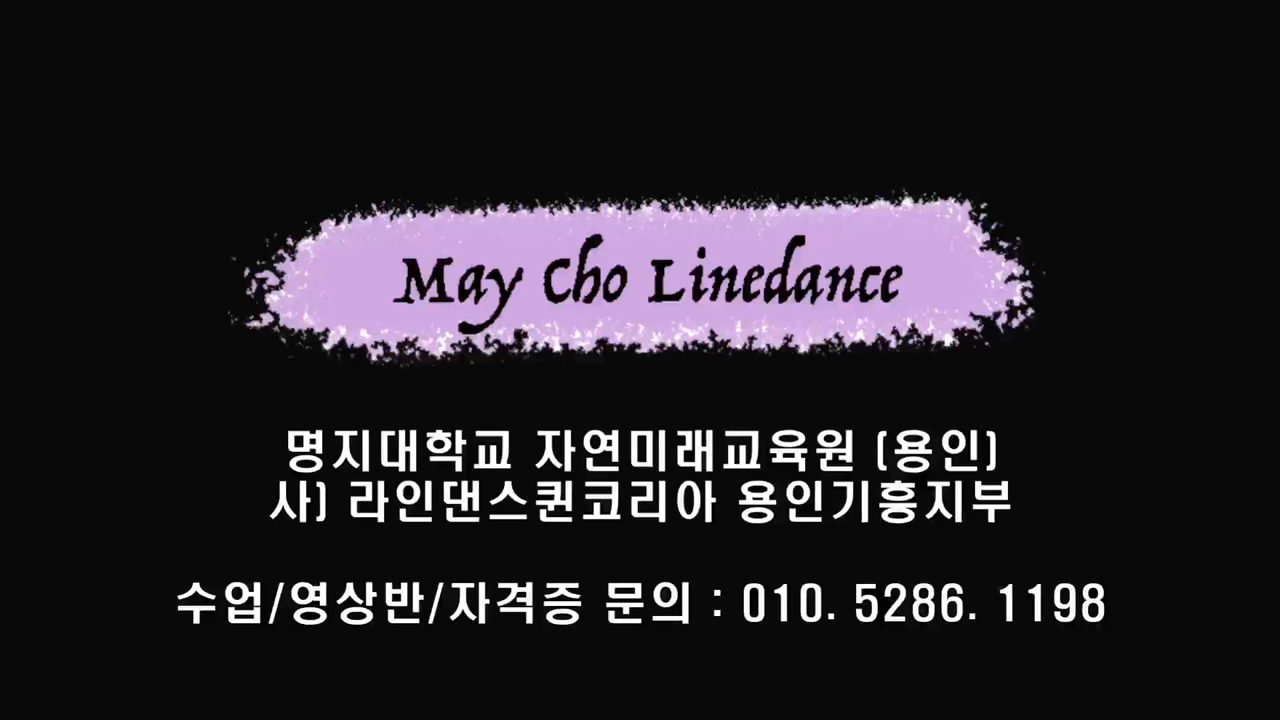 May Cho Linedance
명지대학교 자연미래교육원 (용인)
사) 라인댄스퀸코리아 용인기흥지부
수업/영상반/자격증 문의 : 010. 5286. 1198